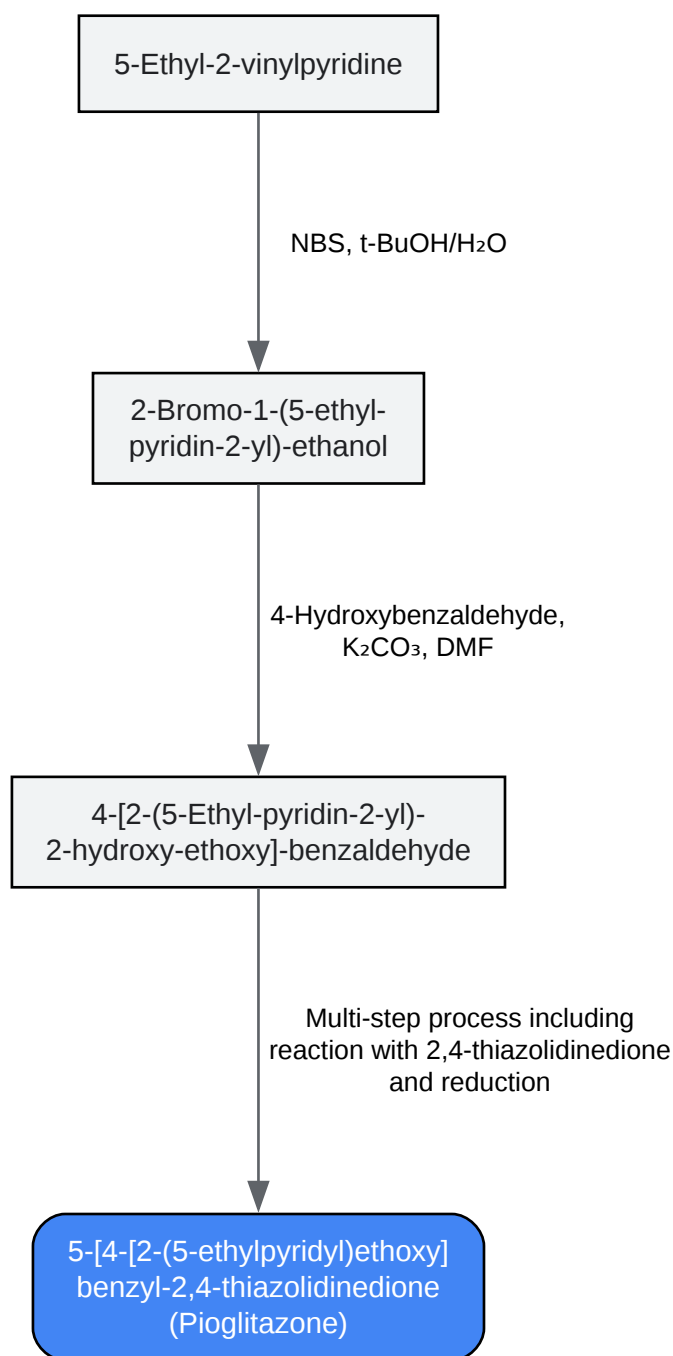 5-Ethyl-2-vinylpyridine
NBS, t-BuOH/H₂O
2-Bromo-1-(5-ethyl-
pyridin-2-yl)-ethanol
4-Hydroxybenzaldehyde,
K₂CO₃, DMF
4-[2-(5-Ethyl-pyridin-2-yl)-
2-hydroxy-ethoxy]-benzaldehyde
Multi-step process including
reaction with 2,4-thiazolidinedione
and reduction
5-[4-[2-(5-ethylpyridyl)ethoxy]
benzyl-2,4-thiazolidinedione
(Pioglitazone)